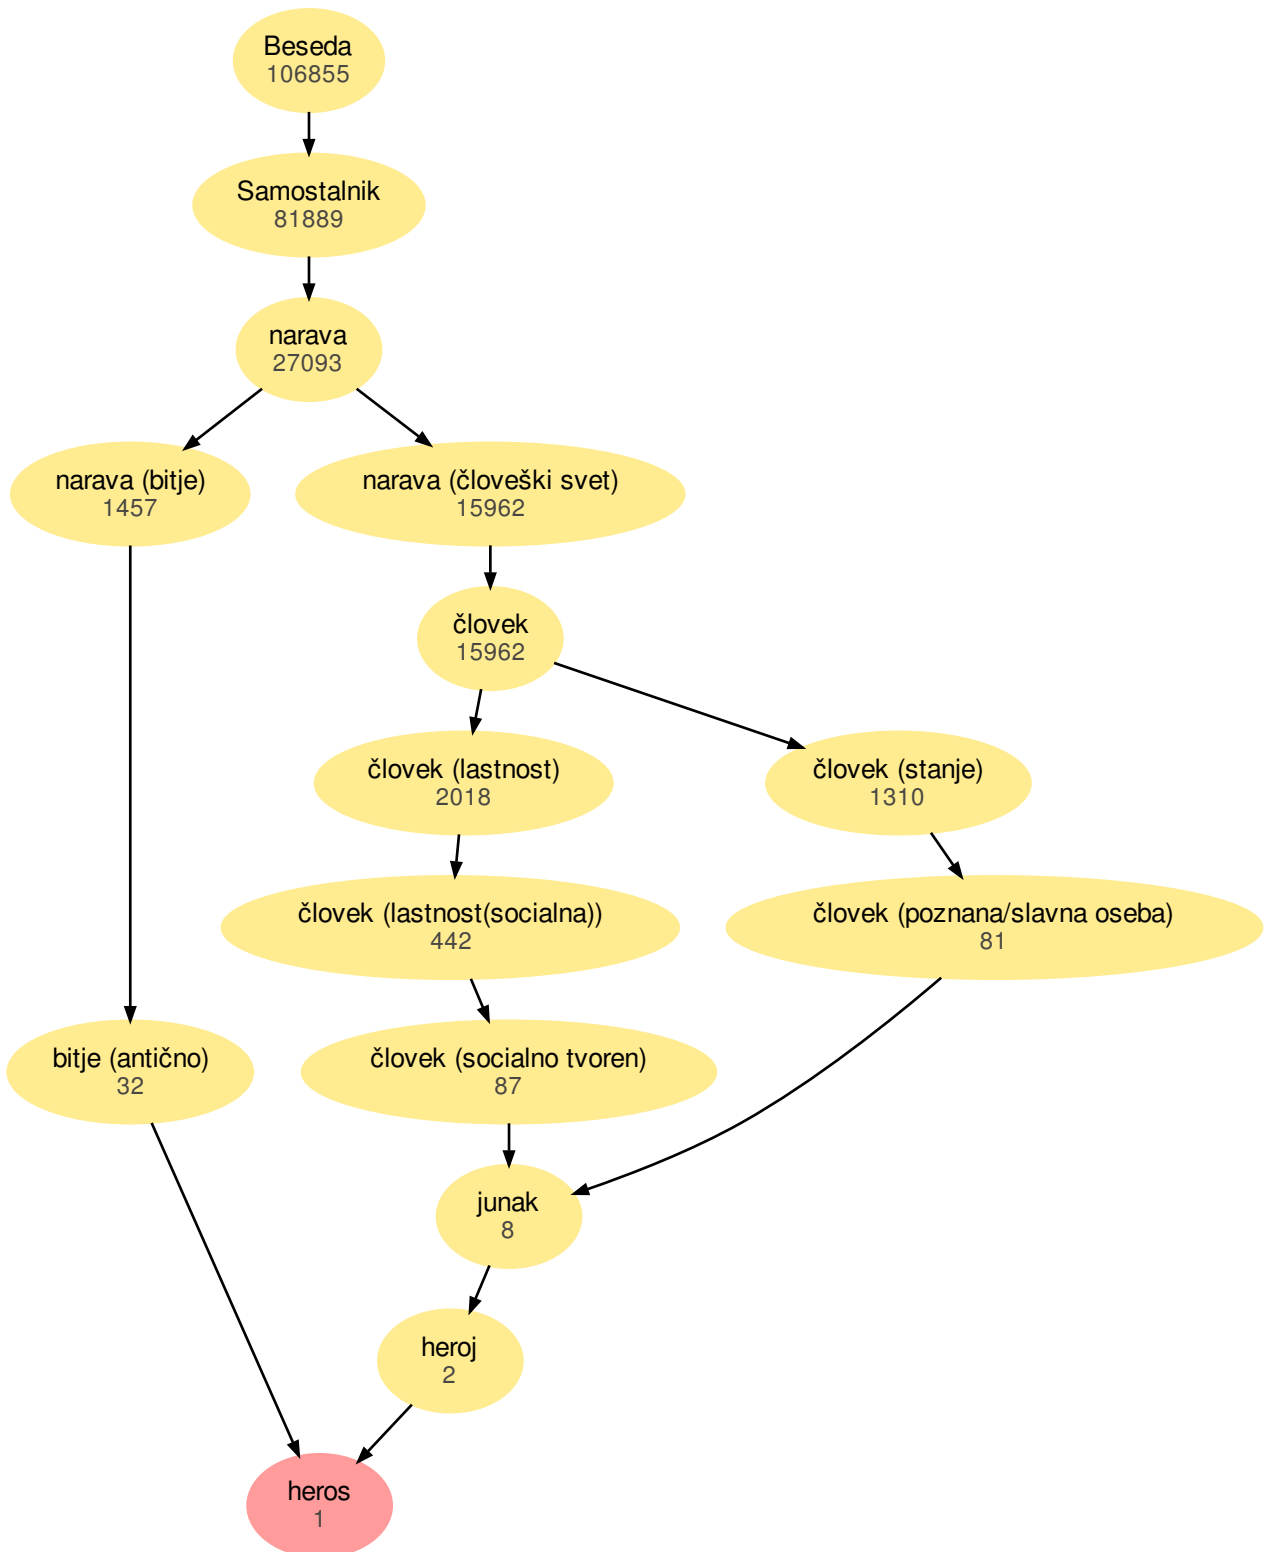 Beseda
106855
Samostalnik
81889
narava
27093
narava (bitje)
1457
narava (človeški svet)
15962
človek
15962
človek (lastnost)
2018
človek (stanje)
1310
človek (lastnost(socialna))
442
človek (poznana/slavna oseba)
81
bitje (antično)
32
človek (socialno tvoren)
87
junak
8
heroj
2
heros
1